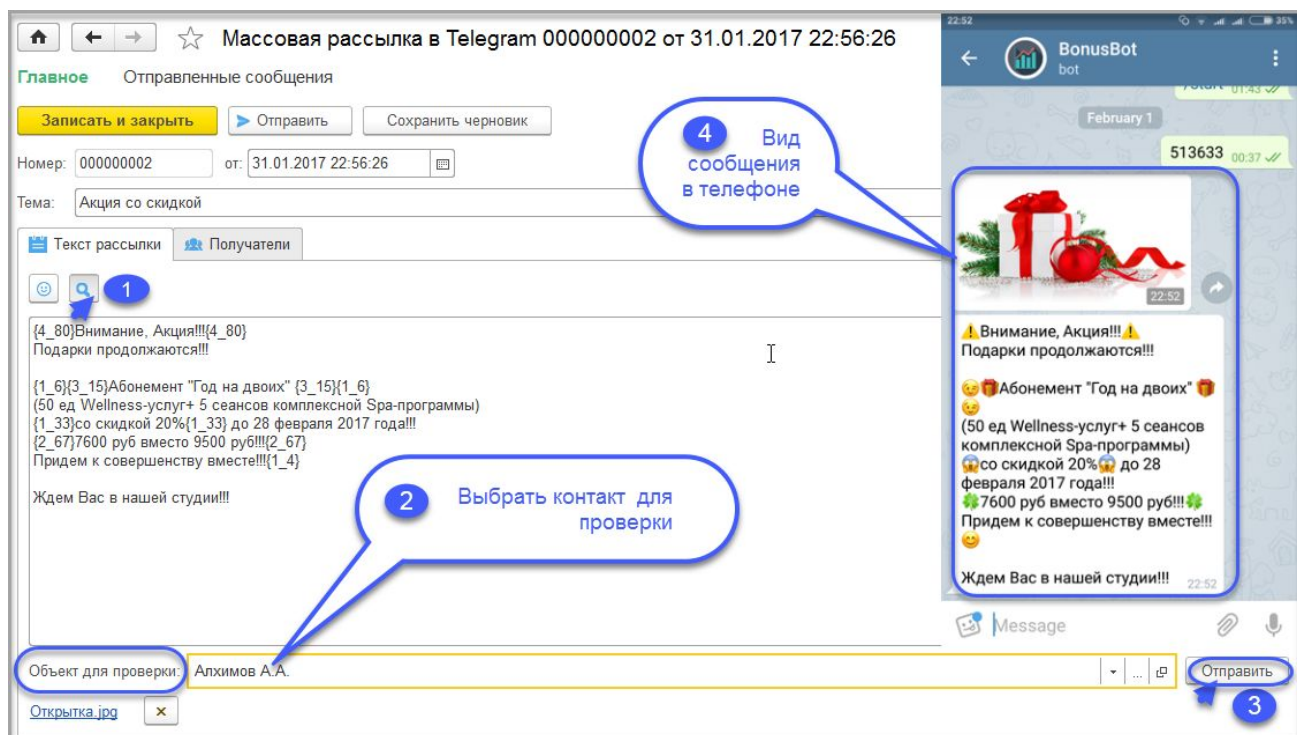 Массовая рассылка в Telegram 000000002 от 31.01.2017 22:56:26
Главное Отправленные сообщения
Записать и закрыть Отправить Сохранить черновик
Номер: 000000002 от: 31.01.2017 22:56:26
Тема: Акция со скидкой
Текст рассылки Получатели
1
{4_80}Внимание, Акция!!!{4_80}
Подарки продолжаются!!!
{1_6}{3_15}Абонемент "Год на двоих" {3_15}{1_6}
(50 ед Wellness-услуг+ 5 сеансов комплексной Spa-программы)
{1_33}со скидкой 20%{1_33} до 28 февраля 2017 года!!!
{2_67}7600 руб вместо 9500 руб!!!{2_67}
Придем к совершенству вместе!!!{1_4}
Ждем Вас в нашей студии!!!
2 Выбрать контакт для
проверки
Объект для проверки: Алхимов А.А. ... Отправить
3
Открытка.jpg
4 Вид
сообщения
в телефоне
22:52 35%
BonusBot
bot
/start 01:43
February 1
513633 00:37
22:52
⚠Внимание, Акция!!!⚠
Подарки продолжаются!!!
😉🎁Абонемент "Год на двоих" 🎁
😉
(50 ед Wellness-услуг+ 5 сеансов
комплексной Spa-программы)
😱со скидкой 20%😱 до 28
февраля 2017 года!!!
🍀7600 руб вместо 9500 руб!!!🍀
Придем к совершенству вместе!!!
😊
Ждем Вас в нашей студии!!! 22:52
Message